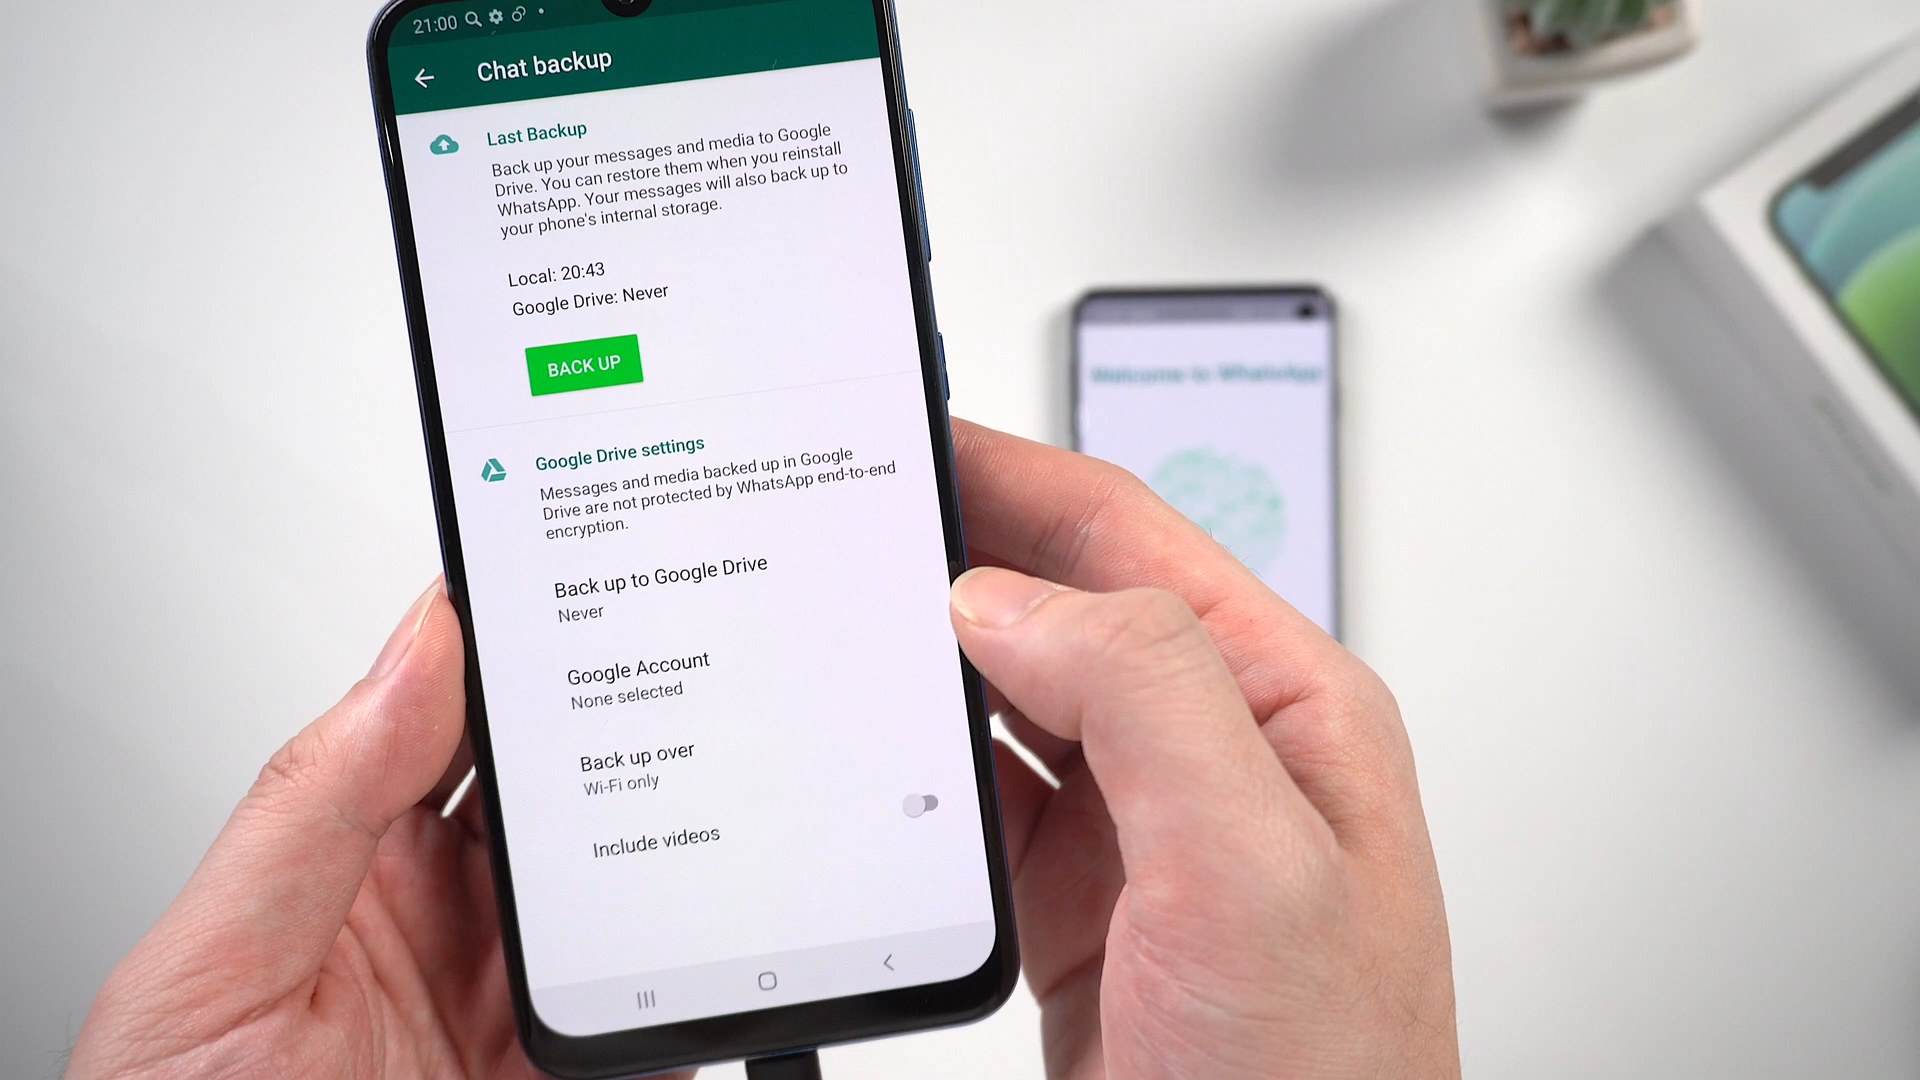 21:00
Chat backup
Last Backup
Back up your messages and media to Google
Drive. You can restore them when you reinstall
WhatsApp. Your messages will also back up to
your phone's internal storage.
Local: 20:43
Google Drive: Never
BACK UP
Google Drive settings
Messages and media backed up in Google
Drive are not protected by WhatsApp end-to-end
encryption.
Back up to Google Drive
Never
Google Account
None selected
Back up over
Wi-Fi only
Include videos
Welcome to WhatsApp